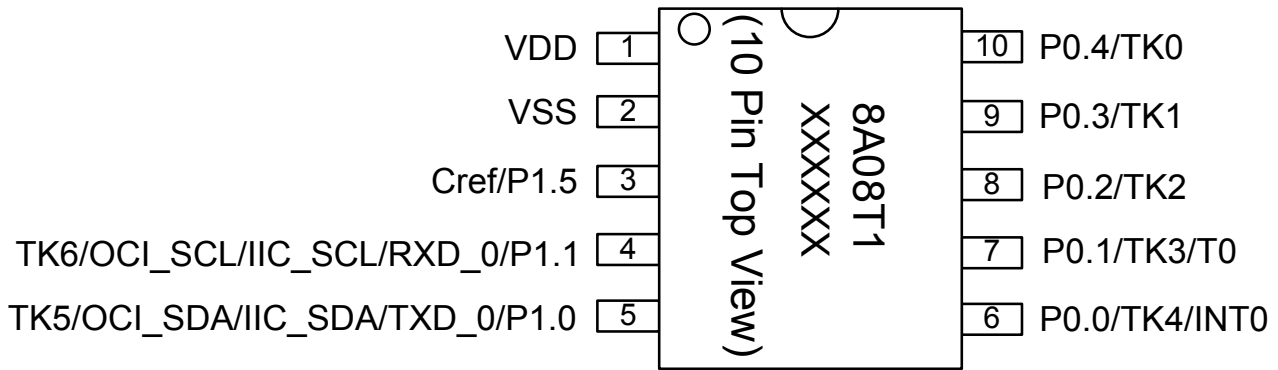 VDD 1
VSS 2
Cref/P1.5 3
TK6/OCI_SCL/IIC_SCL/RXD_0/P1.1 4
TK5/OCI_SDA/IIC_SDA/TXD_0/P1.0 5
(10 Pin Top View)
XXXXXX
8A08T1
10 P0.4/TK0
9 P0.3/TK1
8 P0.2/TK2
7 P0.1/TK3/T0
6 P0.0/TK4/INT0